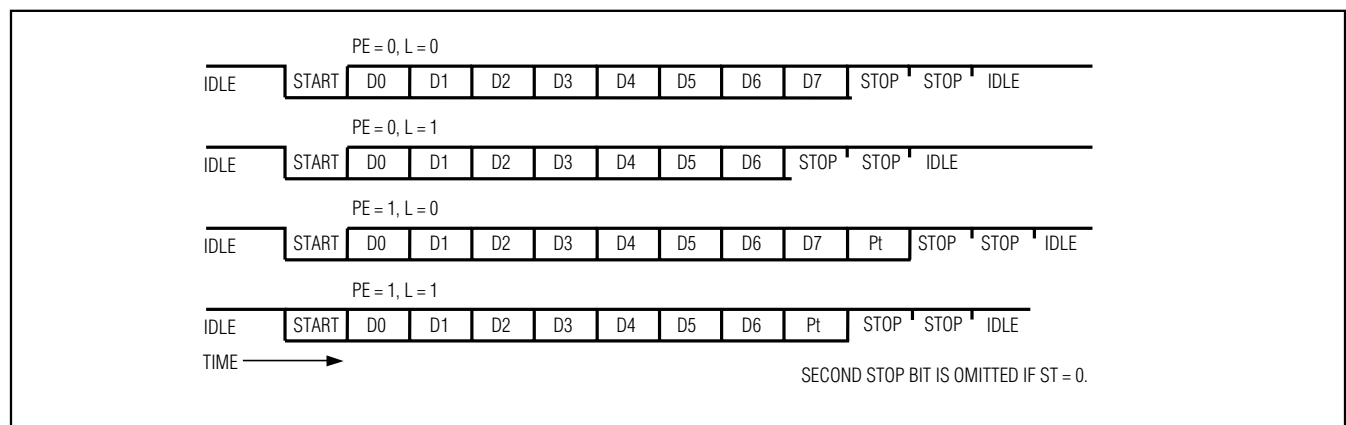 PE = 0, L = 0
IDLE START D0 D1 D2 D3 D4 D5 D6 D7 STOP STOP IDLE
PE = 0, L = 1
IDLE START D0 D1 D2 D3 D4 D5 D6 STOP STOP IDLE
PE = 1, L = 0
IDLE START D0 D1 D2 D3 D4 D5 D6 D7 Pt STOP STOP IDLE
PE = 1, L = 1
IDLE START D0 D1 D2 D3 D4 D5 D6 Pt STOP STOP IDLE
TIME
SECOND STOP BIT IS OMITTED IF ST = 0.